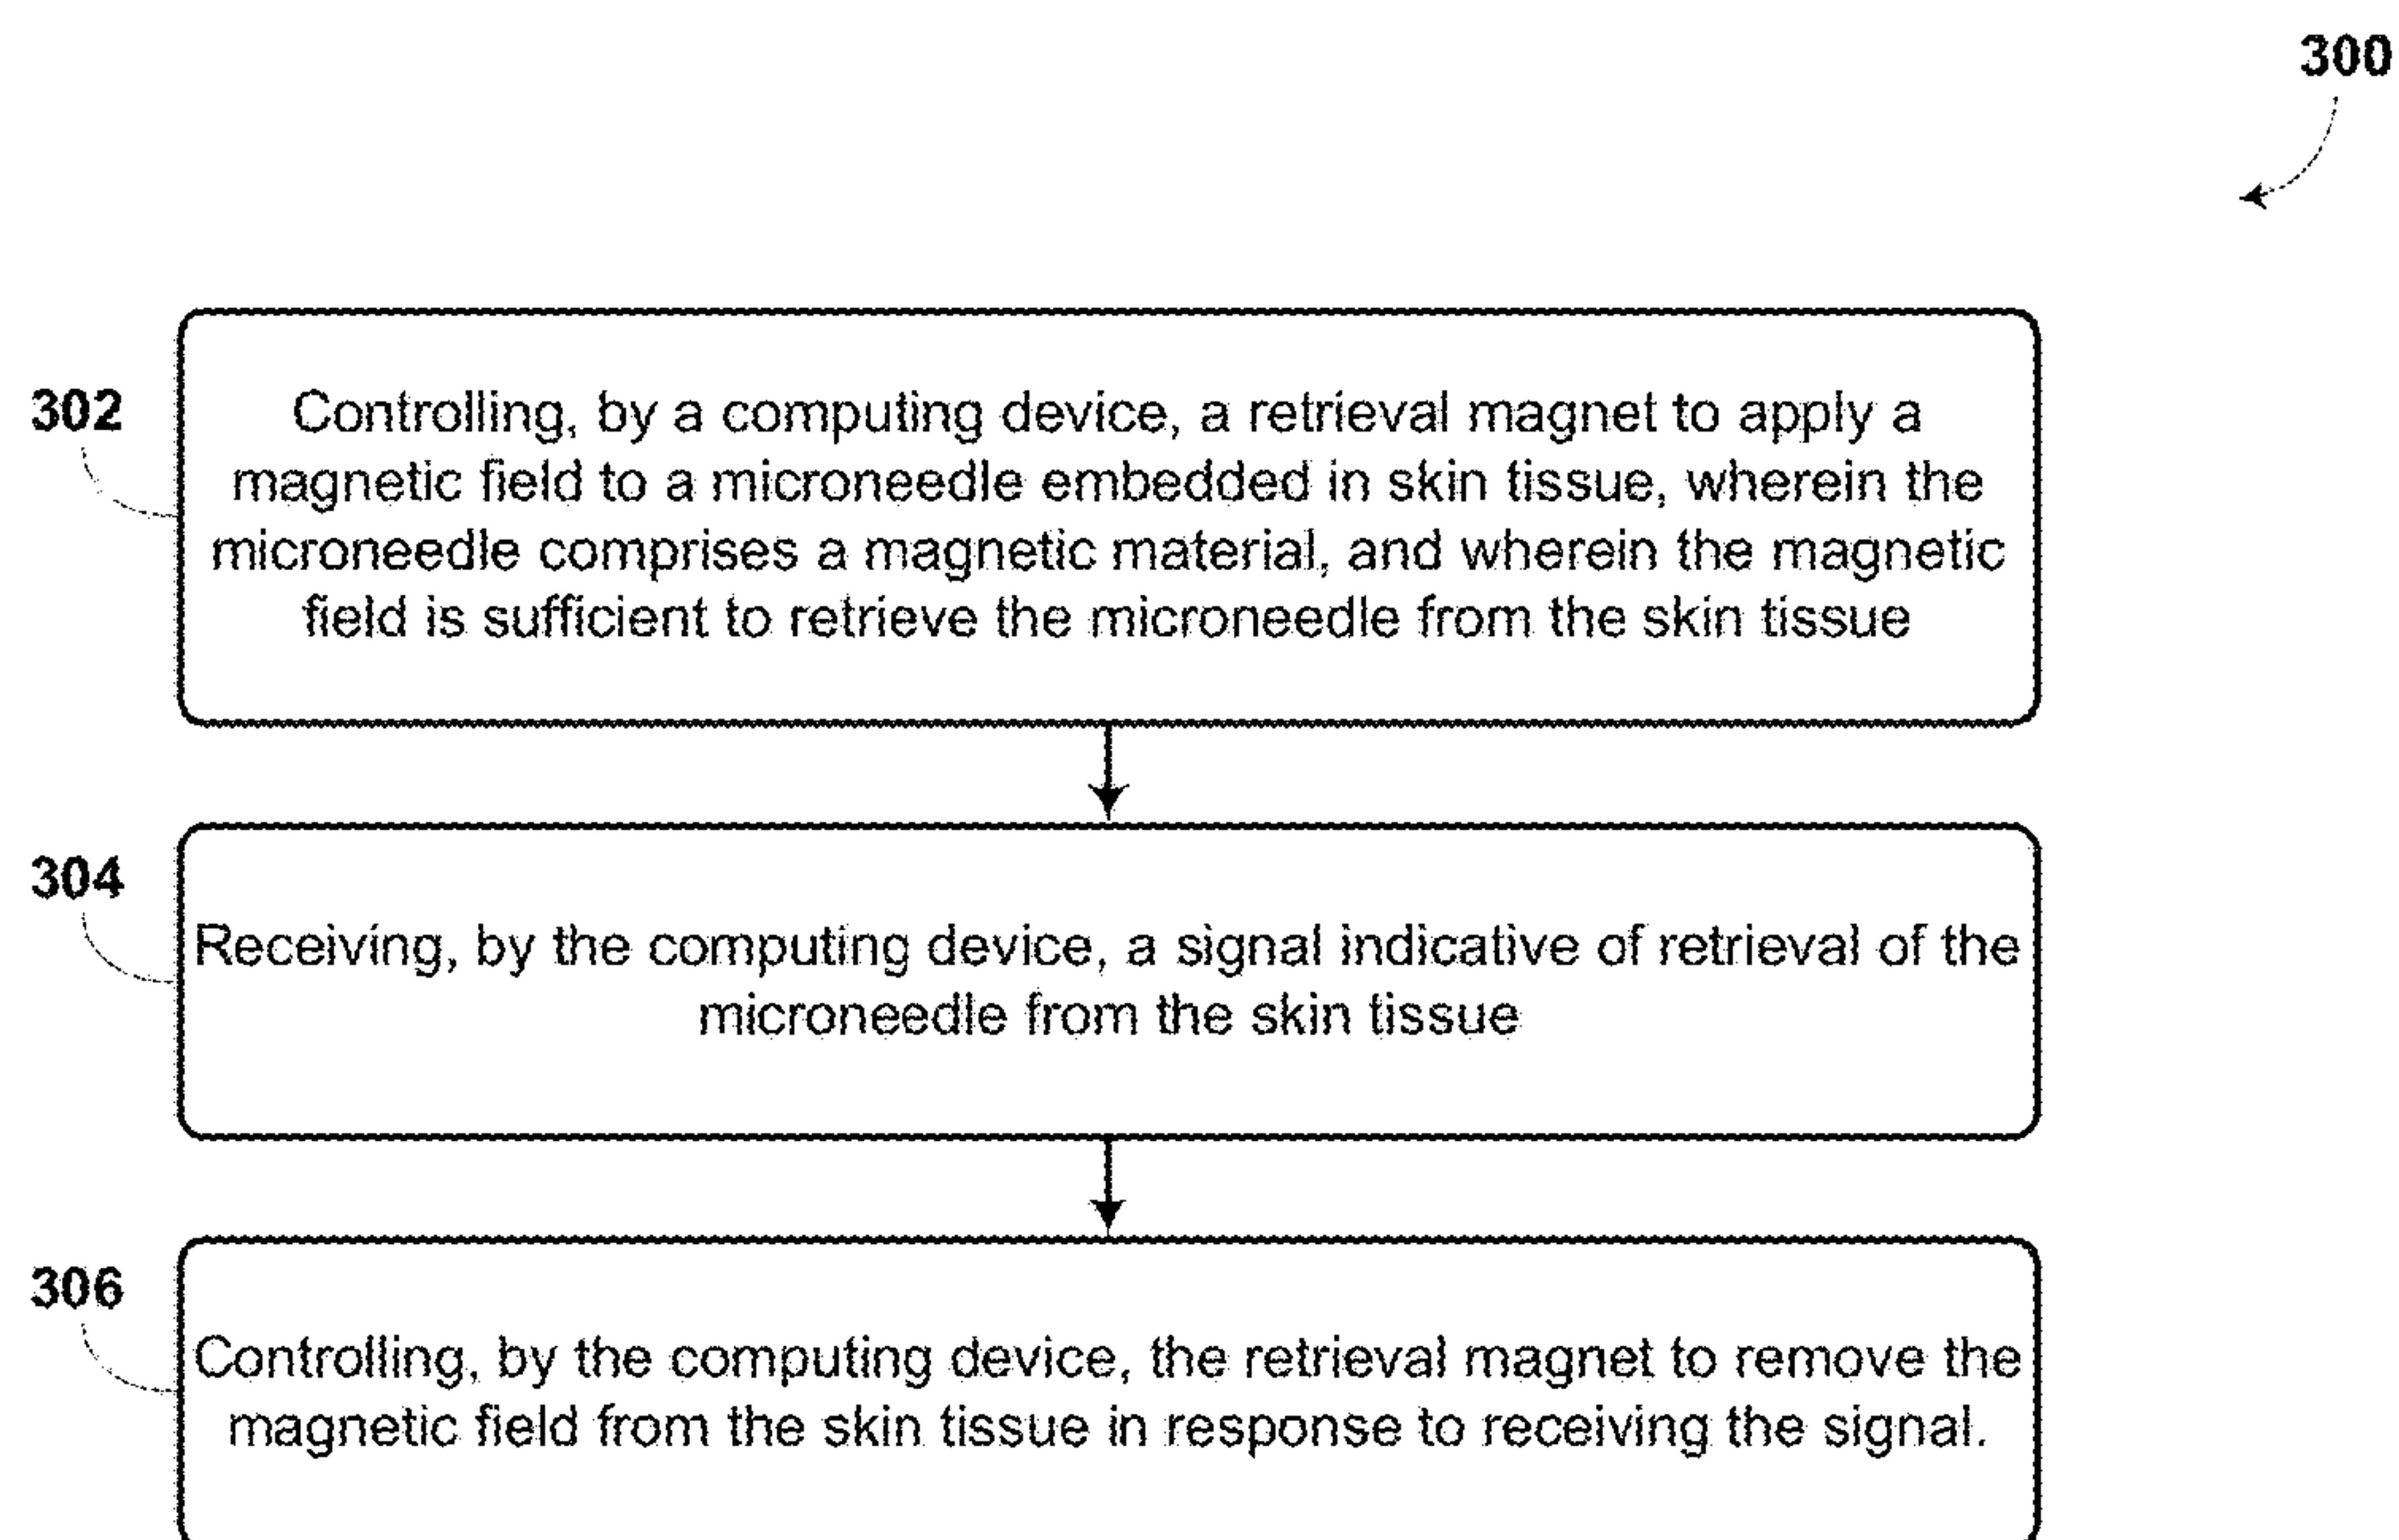 300
302
Controlling, by a computing device, a retrieval magnet to apply a
magnetic field to a microneedle embedded in skin tissue, wherein the
microneedle comprises a magnetic material, and wherein the magnetic
field is sufficient to retrieve the microneedle from the skin tissue
304
Receiving, by the computing device, a signal indicative of retrieval of the
microneedle from the skin tissue
306
Controlling, by the computing device, the retrieval magnet to remove the
magnetic field from the skin tissue in response to receiving the signal.